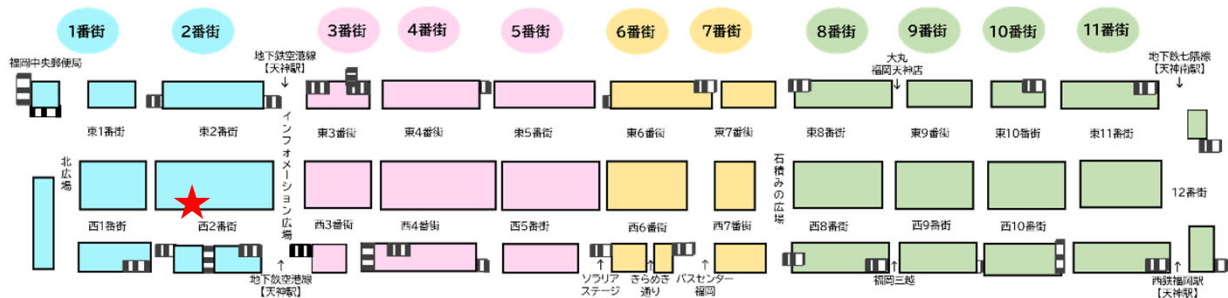 1番街
2番街
3番街
4番街
5番街
6番街
7番街
8番街
9番街
10番街
11番街
福岡中央郵便局
地下鉄空港線
【天神駅】
大丸
福岡天神店
地下鉄七隈線
【天神南駅】
東1番街
東2番街
東3番街
東4番街
東5番街
東6番街
東7番街
東8番街
東9番街
東10番街
東11番街
北広場
インフォメーション広場
石積みの広場
12番街
西1番街
西2番街
西3番街
西4番街
西5番街
西6番街
西7番街
西8番街
西9番街
西10番街
地下鉄空港線
【天神駅】
ソラリア
ステージ
きらめき
通り
バスセンター
福岡
福岡三越
西鉄福岡駅
【天神駅】